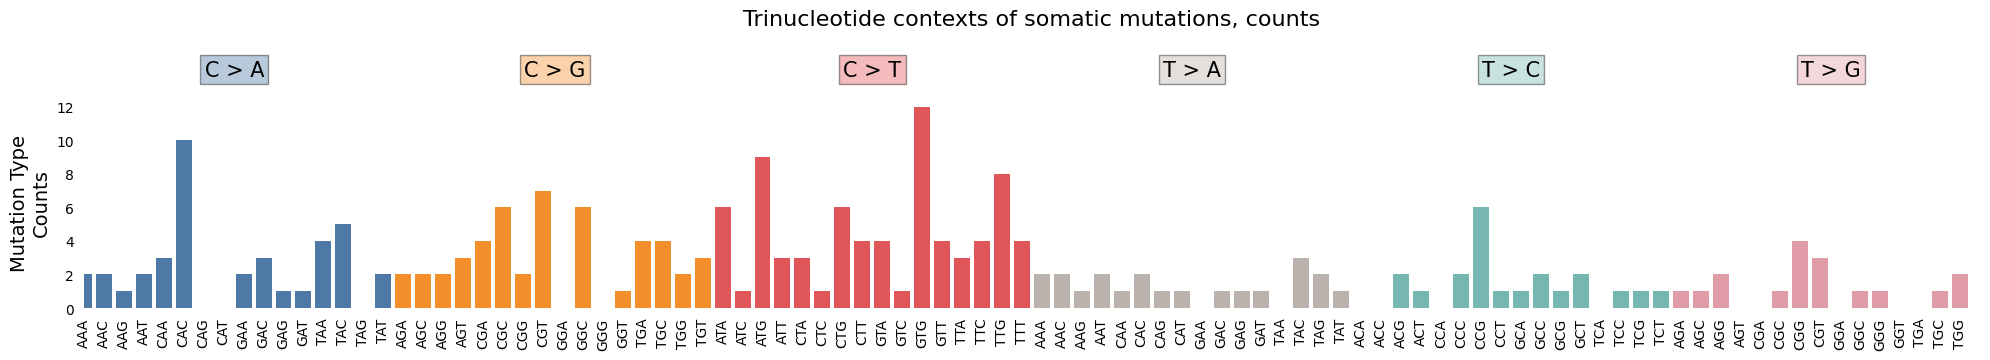 Trinucleotide contexts of somatic mutations, counts
C > A C > G C > T T > A T > C T > G
Mutation Type
Counts
12
10
8
6
4
2
0
AAA AAC AAG AAT CAA CAC CAG CAT GAA GAC GAG GAT TAA TAC TAG TAT AGA AGC AGG AGT CGA CGC CGG CGT GGA GGC GGG GGT TGA TGC TGG TGT ATA ATC ATG ATT CTA CTC CTG CTT GTA GTC GTG GTT TTA TTC TTG TTT AAA AAC AAG AAT CAA CAC CAG CAT GAA GAC GAG GAT TAA TAC TAG TAT ACA ACC ACG ACT CCA CCC CCG CCT GCA GCC GCG GCT TCA TCC TCG TCT AGA AGC AGG AGT CGA CGC CGG CGT GGA GGC GGG GGT TGA TGC TGG